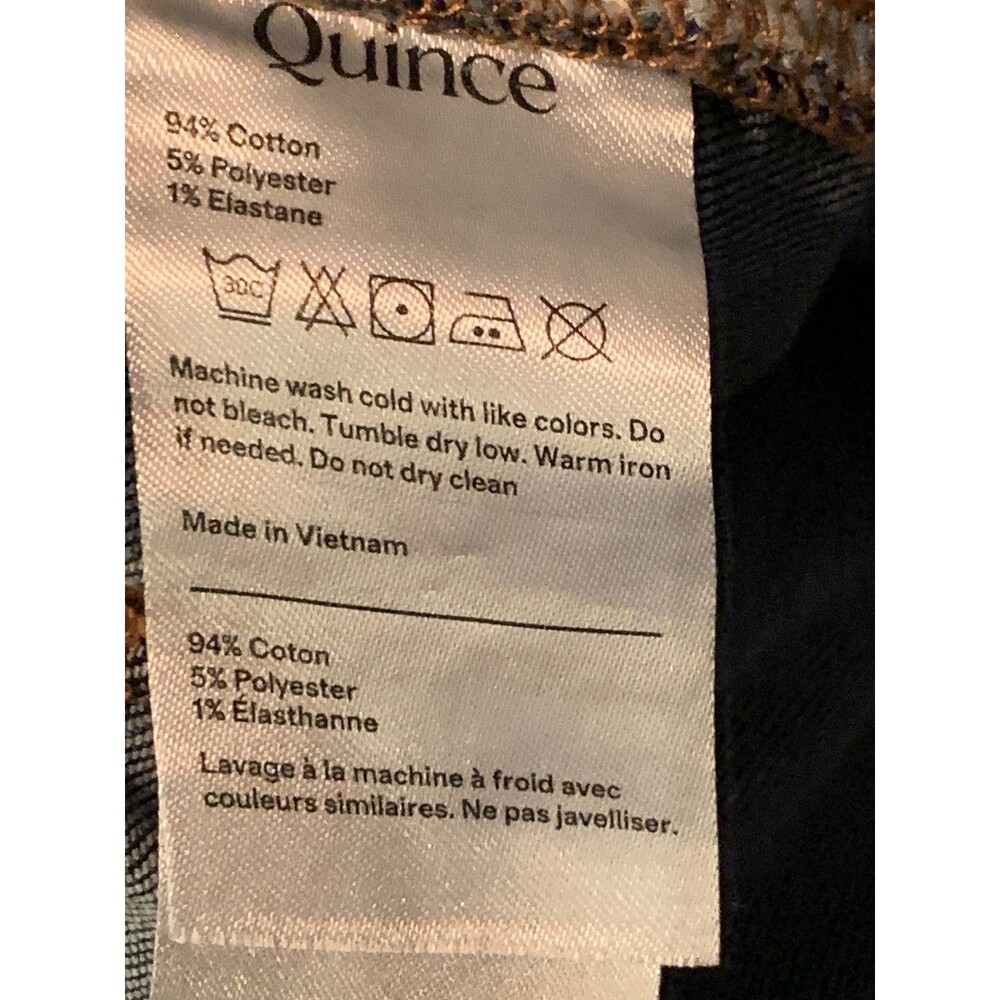 Quince
94% Cotton
5% Polyester
1% Elastane
30C
Machine wash cold with like colors. Do
not bleach. Tumble dry low. Warm iron
if needed. Do not dry clean
Made in Vietnam
94% Coton
5% Polyester
1% Élasthanne
Lavage à la machine à froid avec
couleurs similaires. Ne pas javelliser.